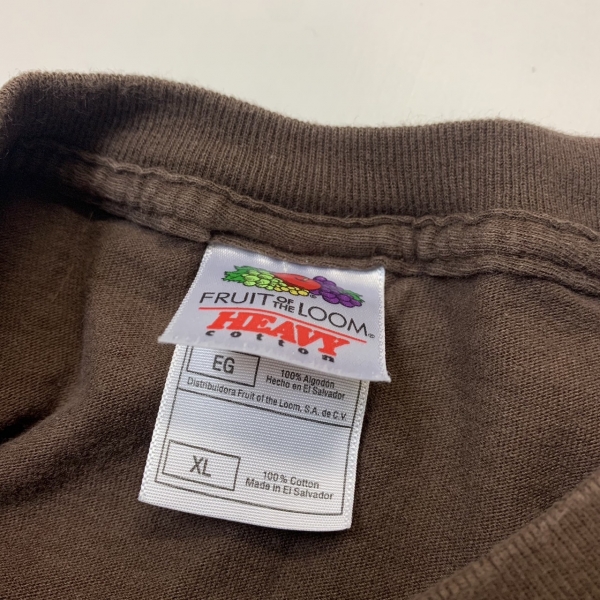 FRUIT OF THE LOOM®
HEAVY
cotton
EG
100% Algodón
Hecho en El Salvador
Distribuidora Fruit of the Loom, S.A. de C.V.
XL
100% Cotton
Made in El Salvador